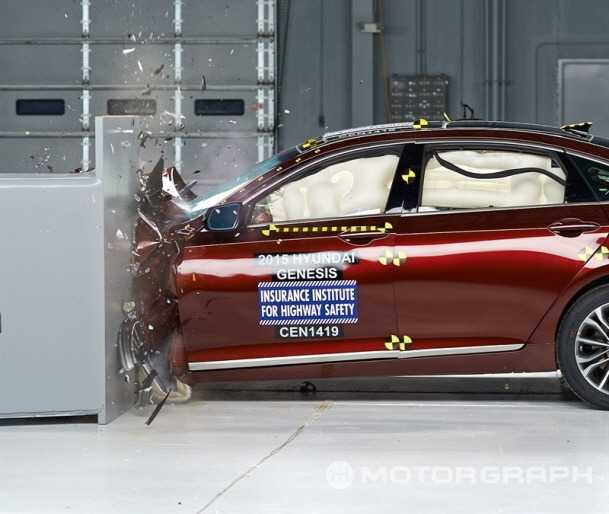 2015 HYUNDAI
GENESIS
INSURANCE INSTITUTE
FOR HIGHWAY SAFETY
CEN1419
MOTORGRAPH